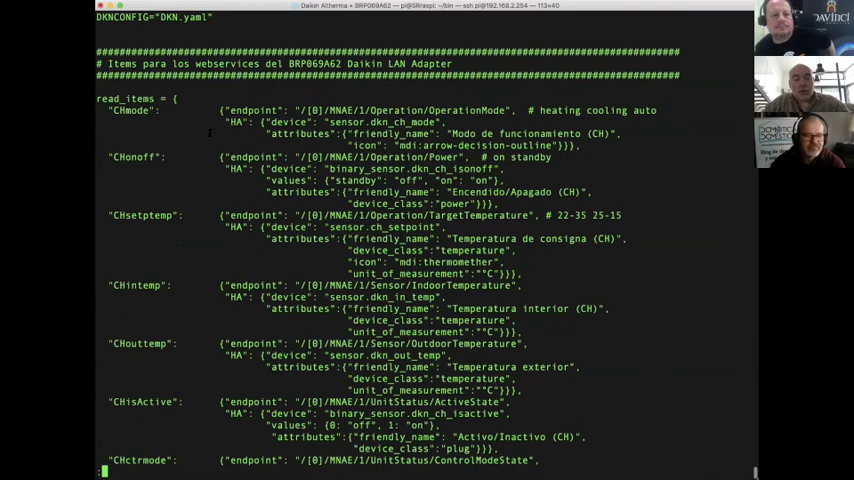 Daikin Altherma ▸ BRP069A62 — pi@SRraspi: ~/bin — ssh pi@192.168.2.254 — 113×40
DKNCONFIG="DKN.yaml"
####################################################################################################
# Items para los webservices del BRP069A62 Daikin LAN Adapter
####################################################################################################
read_items = {
"CHmode": {"endpoint": "/[0]/MNAE/1/Operation/OperationMode", # heating cooling auto
"HA": {"device": "sensor.dkn_ch_mode",
"attributes":{"friendly_name": "Modo de funcionamiento (CH)",
"icon": "mdi:arrow-decision-outline"}}},
"CHonoff": {"endpoint": "/[0]/MNAE/1/Operation/Power", # on standby
"HA": {"device": "binary_sensor.dkn_ch_isonoff",
"values": {"standby": "off", "on": "on"},
"attributes": {"friendly_name": "Encendido/Apagado (CH)",
"device_class":"power"}}},
"CHsetptemp": {"endpoint": "/[0]/MNAE/1/Operation/TargetTemperature", # 22-35 25-15
"HA": {"device": "sensor.ch_setpoint",
"attributes":{"friendly_name": "Temperatura de consigna (CH)",
"device_class":"temperature",
"icon": "mdi:thermomether",
"unit_of_measurement":"°C"}}},
"CHintemp": {"endpoint": "/[0]/MNAE/1/Sensor/IndoorTemperature",
"HA": {"device": "sensor.dkn_in_temp",
"attributes":{"friendly_name": "Temperatura interior (CH)",
"device_class":"temperature",
"unit_of_measurement":"°C"}}},
"CHouttemp": {"endpoint": "/[0]/MNAE/1/Sensor/OutdoorTemperature",
"HA": {"device": "sensor.dkn_out_temp",
"attributes":{"friendly_name": "Temperatura exterior",
"device_class":"temperature",
"unit_of_measurement":"°C"}}},
"CHisActive": {"endpoint": "/[0]/MNAE/1/UnitStatus/ActiveState",
"HA": {"device": "binary_sensor.dkn_ch_isactive",
"values": {0: "off", 1: "on"},
"attributes":{"friendly_name": "Activo/Inactivo (CH)",
"device_class":"plug"}}},
"CHctrmode": {"endpoint": "/[0]/MNAE/1/UnitStatus/ControlModeState",
:
DAVINCI
DOMÓTICA
DOMÉSTICA